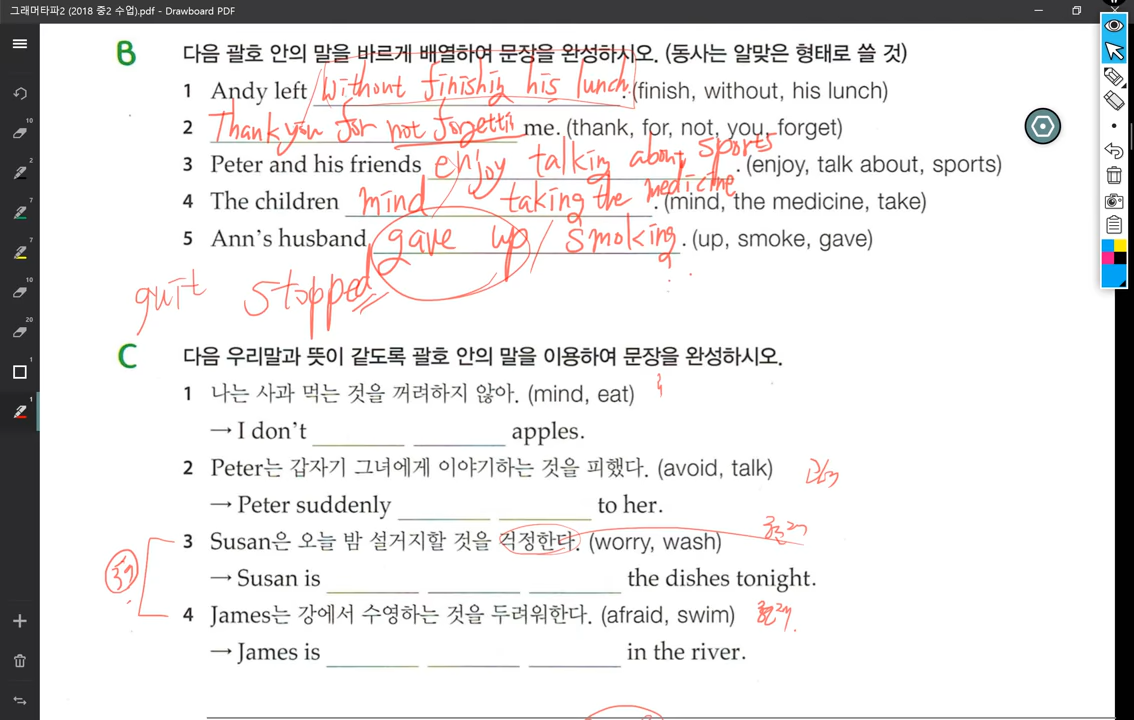 그래머타파2 (2018 중2 수업).pdf • - Drawboard PDF
B 다음 괄호 안의 말을 바르게 배열하여 문장을 완성하시오. (동사는 알맞은 형태로 쓸 것)
1 Andy left without finishing his lunch. (finish, without, his lunch)
2 Thank you for not forgetti me. (thank, for, not, you, forget)
3 Peter and his friends enjoy talking about sports. (enjoy, talk about, sports)
4 The children mind taking the medicine. (mind, the medicine, take)
5 Ann's husband gave up / smoking. (up, smoke, gave)
quit stopped
C 다음 우리말과 뜻이 같도록 괄호 안의 말을 이용하여 문장을 완성하시오.
1 나는 사과 먹는 것을 꺼려하지 않아. (mind, eat)
→ I don't apples.
2 Peter는 갑자기 그녀에게 이야기하는 것을 피했다. (avoid, talk)
→ Peter suddenly to her.
3 Susan은 오늘 밤 설거지할 것을 걱정한다. (worry, wash)
→ Susan is the dishes tonight.
4 James는 강에서 수영하는 것을 두려워한다. (afraid, swim)
→ James is in the river.